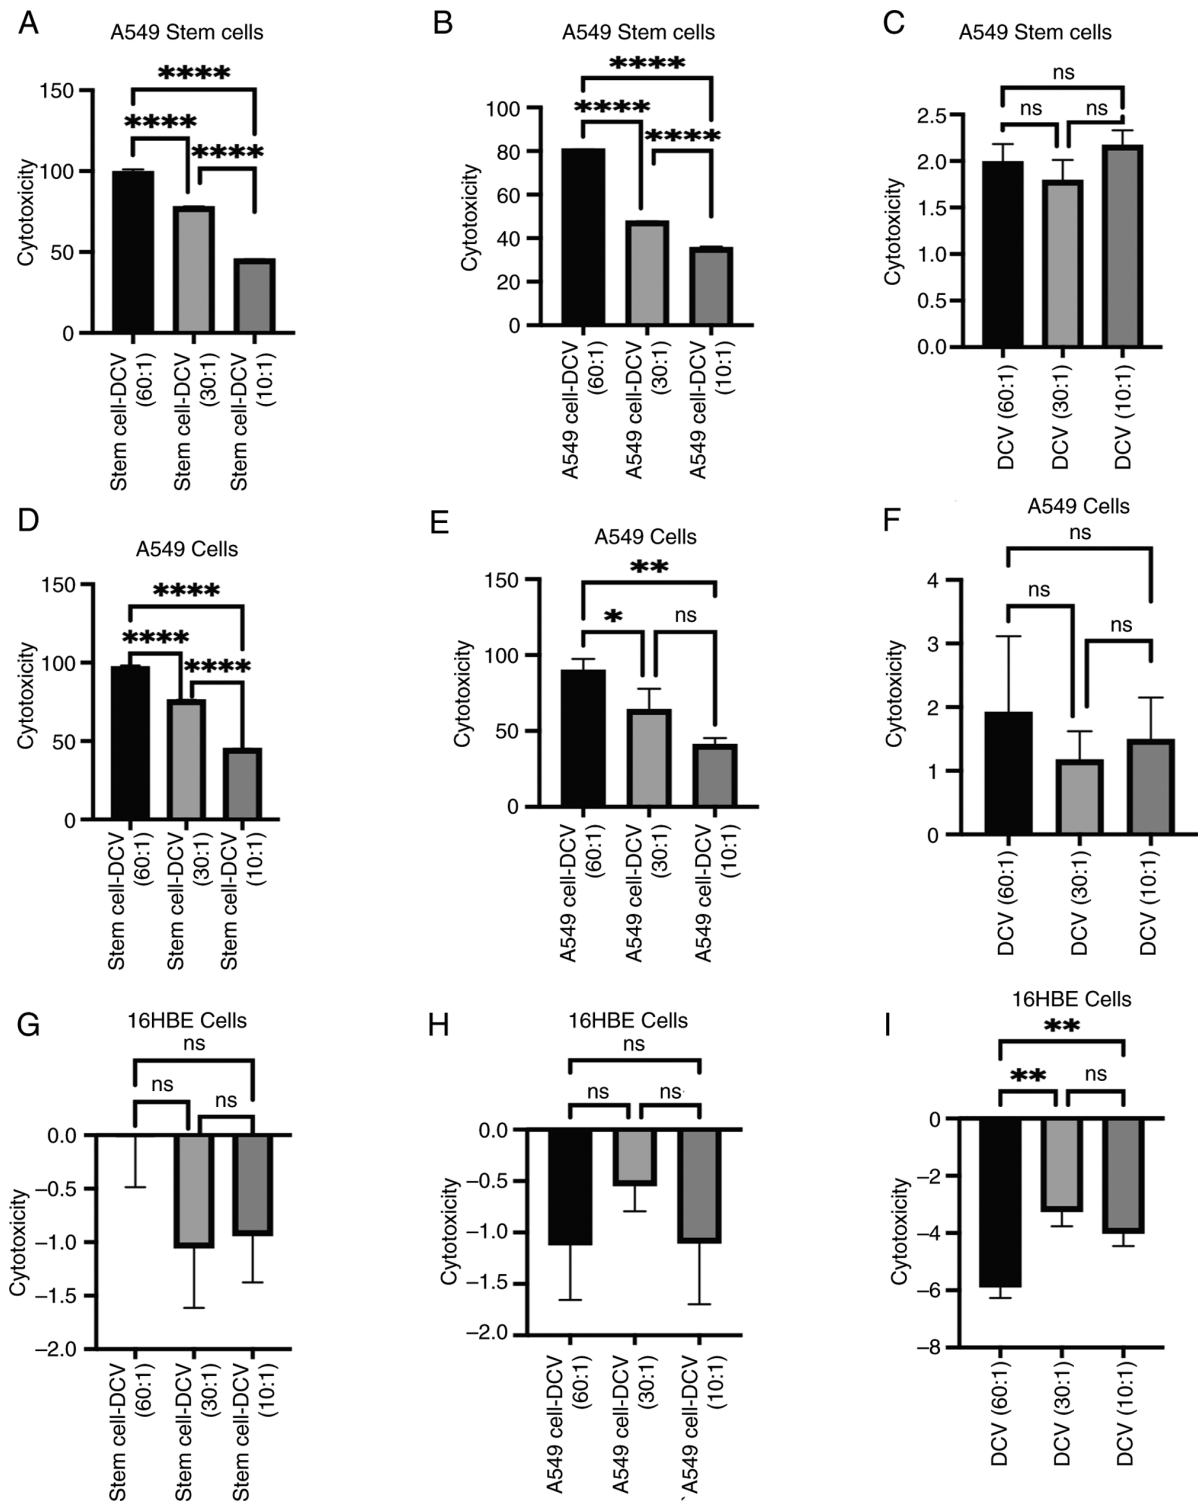 A
A549 Stem cells
****
****
****
150
100
50
0
Cytotoxicity
Stem cell-DCV
(60:1)
Stem cell-DCV
(30:1)
Stem cell-DCV
(10:1)
B
A549 Stem cells
****
****
****
100
80
60
40
20
0
Cytotoxicity
A549 cell-DCV
(60:1)
A549 cell-DCV
(30:1)
A549 cell-DCV
(10:1)
C
A549 Stem cells
ns
ns
ns
2.5
2.0
1.5
1.0
0.5
0.0
Cytotoxicity
DCV (60:1)
DCV (30:1)
DCV (10:1)
D
A549 Cells
****
****
****
150
100
50
0
Cytotoxicity
Stem cell-DCV
(60:1)
Stem cell-DCV
(30:1)
Stem cell-DCV
(10:1)
E
A549 Cells
**
*
ns
150
100
50
0
Cytotoxicity
A549 cell-DCV
(60:1)
A549 cell-DCV
(30:1)
A549 cell-DCV
(10:1)
F
A549 Cells
ns
ns
ns
4
3
2
1
0
Cytotoxicity
DCV (60:1)
DCV (30:1)
DCV (10:1)
G
16HBE Cells
ns
ns
ns
0.0
–0.5
–1.0
–1.5
–2.0
Cytotoxicity
Stem cell-DCV
(60:1)
Stem cell-DCV
(30:1)
Stem cell-DCV
(10:1)
H
16HBE Cells
ns
ns
ns
0.0
–0.5
–1.0
–1.5
–2.0
Cytotoxicity
A549 cell-DCV
(60:1)
A549 cell-DCV
(30:1)
A549 cell-DCV
(10:1)
I
16HBE Cells
**
**
ns
0
–2
–4
–6
–8
Cytotoxicity
DCV (60:1)
DCV (30:1)
DCV (10:1)